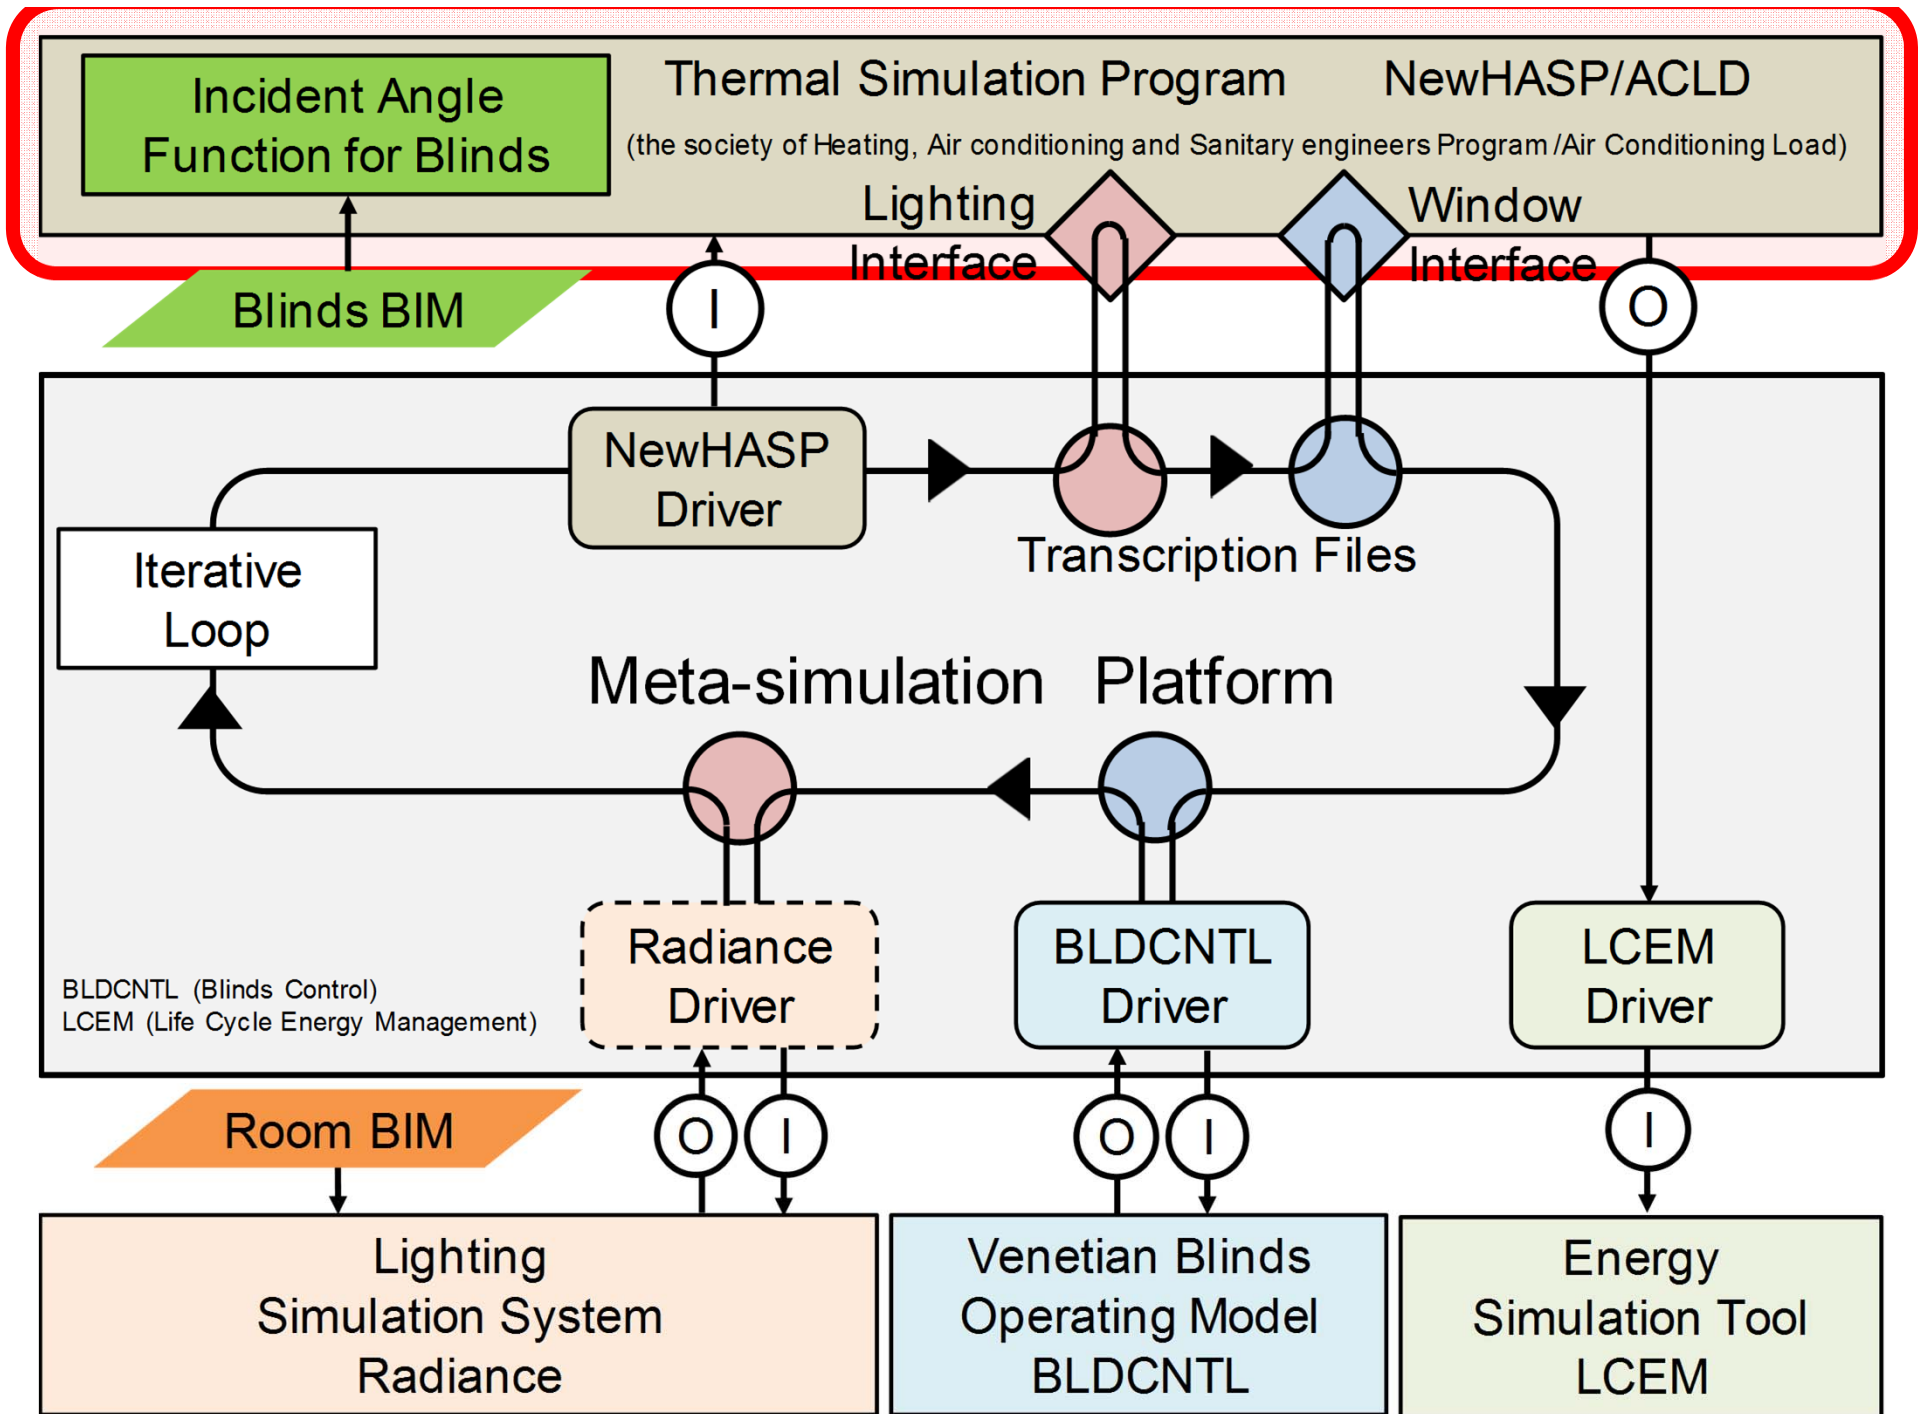 Incident Angle
Function for Blinds
Thermal Simulation Program NewHASP/ACLD
(the society of Heating, Air conditioning and Sanitary engineers Program /Air Conditioning Load)
Lighting
Interface
Window
Interface
Blinds BIM
I
O
NewHASP
Driver
Transcription Files
Iterative
Loop
Meta-simulation Platform
Radiance
Driver
BLDCNTL
Driver
LCEM
Driver
BLDCNTL (Blinds Control)
LCEM (Life Cycle Energy Management)
Room BIM
O
I
O
I
I
Lighting
Simulation System
Radiance
Venetian Blinds
Operating Model
BLDCNTL
Energy
Simulation Tool
LCEM